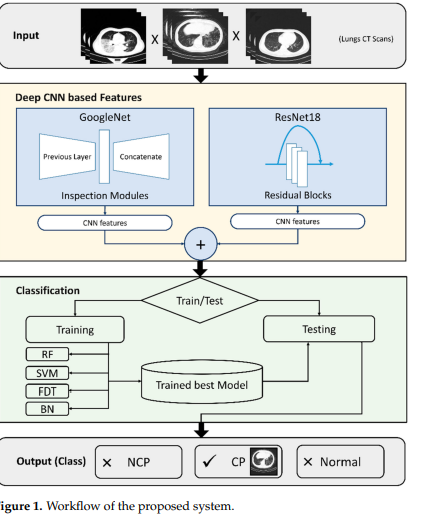 Input
X
X
(Lungs CT Scans)
Deep CNN based Features
GoogleNet
Previous Layer
Concatenate
Inspection Modules
CNN features
ResNet18
Residual Blocks
CNN features
+
Classification
Train/Test
Training
Testing
RF
SVM
FDT
BN
Trained best Model
Output (Class)
× NCP
✓ CP
× Normal
igure 1. Workflow of the proposed system.